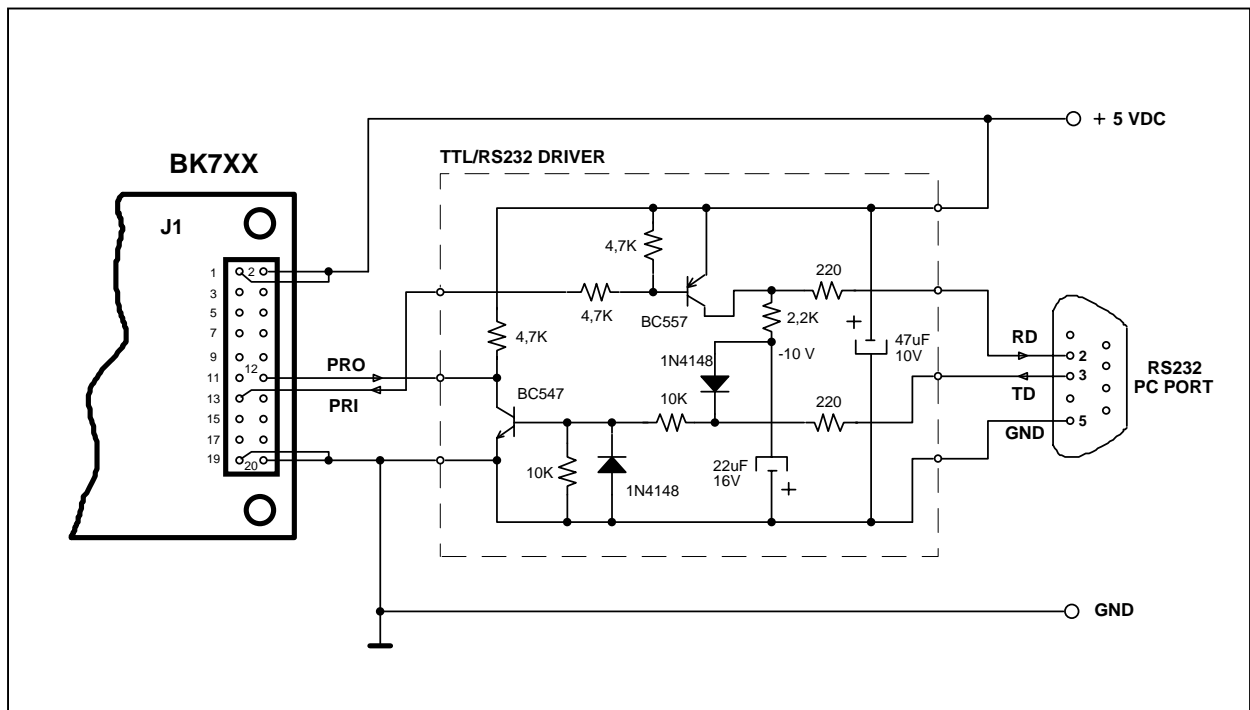 + 5 VDC
BK7XX
TTL/RS232 DRIVER
J1
4,7K
1
2
3
5
7
9
11
12
13
15
17
19
20
4,7K
BC557
220
2,2K
4,7K
-10 V
+
47uF
10V
1N4148
PRO
PRI
BC547
10K
220
10K
1N4148
22uF
16V
+
RD
TD
GND
2
3
5
RS232
PC PORT
GND